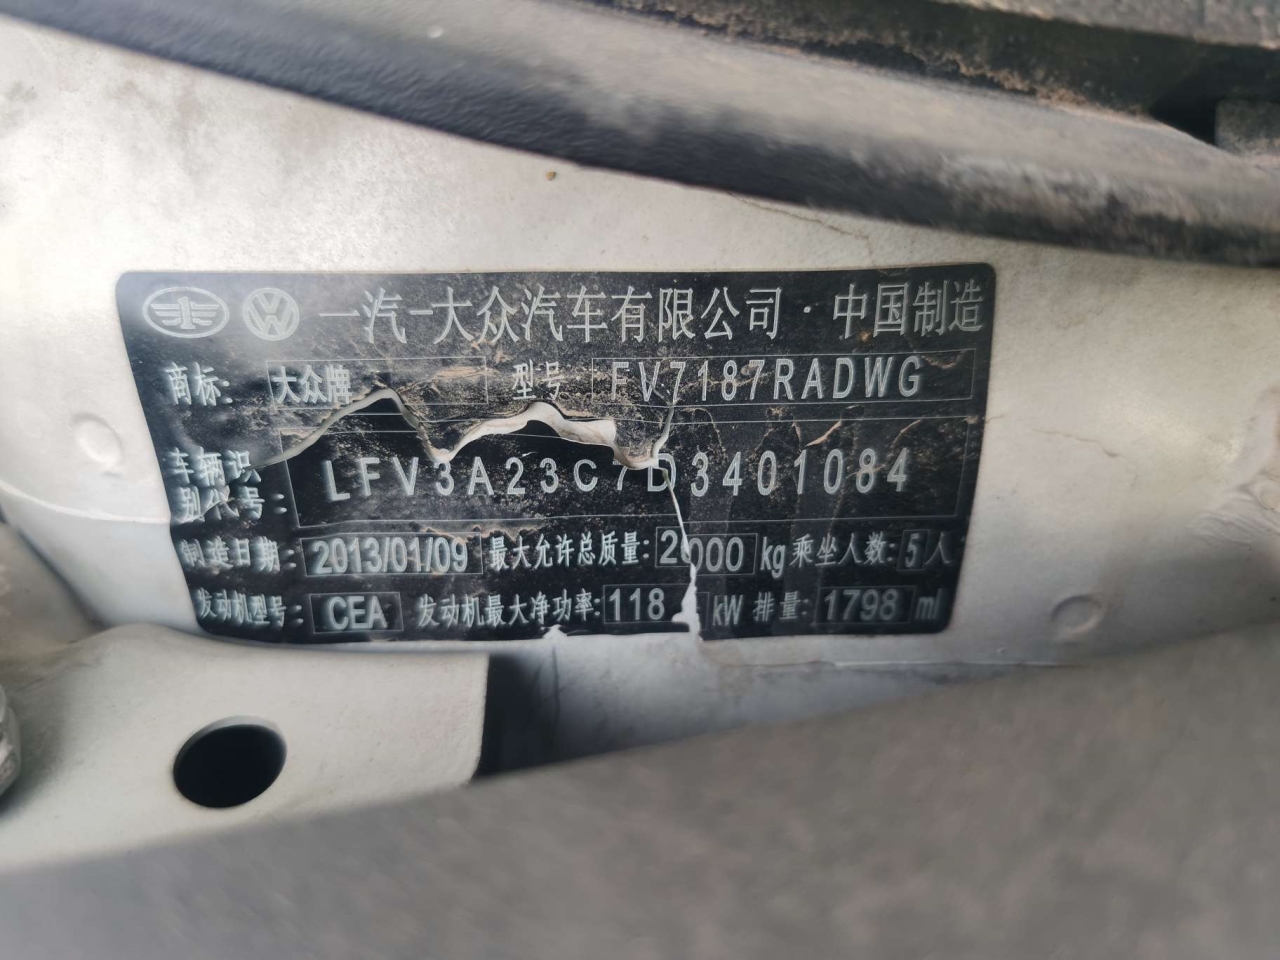 一汽-大众汽车有限公司·中国制造
商标: 大众牌 型号 FV7187RADWG
车辆识别代号: LFV3A23C7D3401084
制造日期: 2013/01/09 最大允许总质量: 2000 kg 乘坐人数: 5 人
发动机型号: CEA 发动机最大净功率: 118 kW 排量: 1798 ml